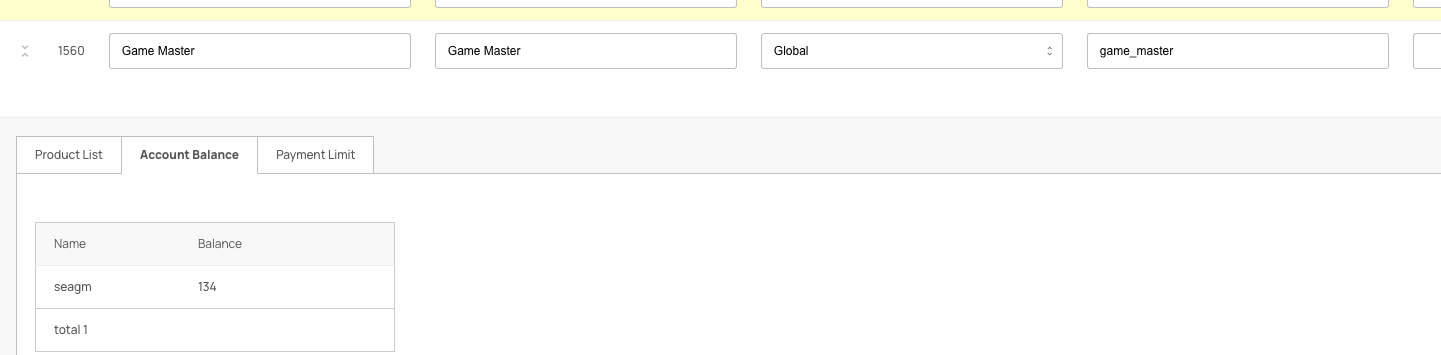 1560 Game Master Game Master Global game_master
Product List Account Balance Payment Limit
Name Balance
seagm 134
total 1